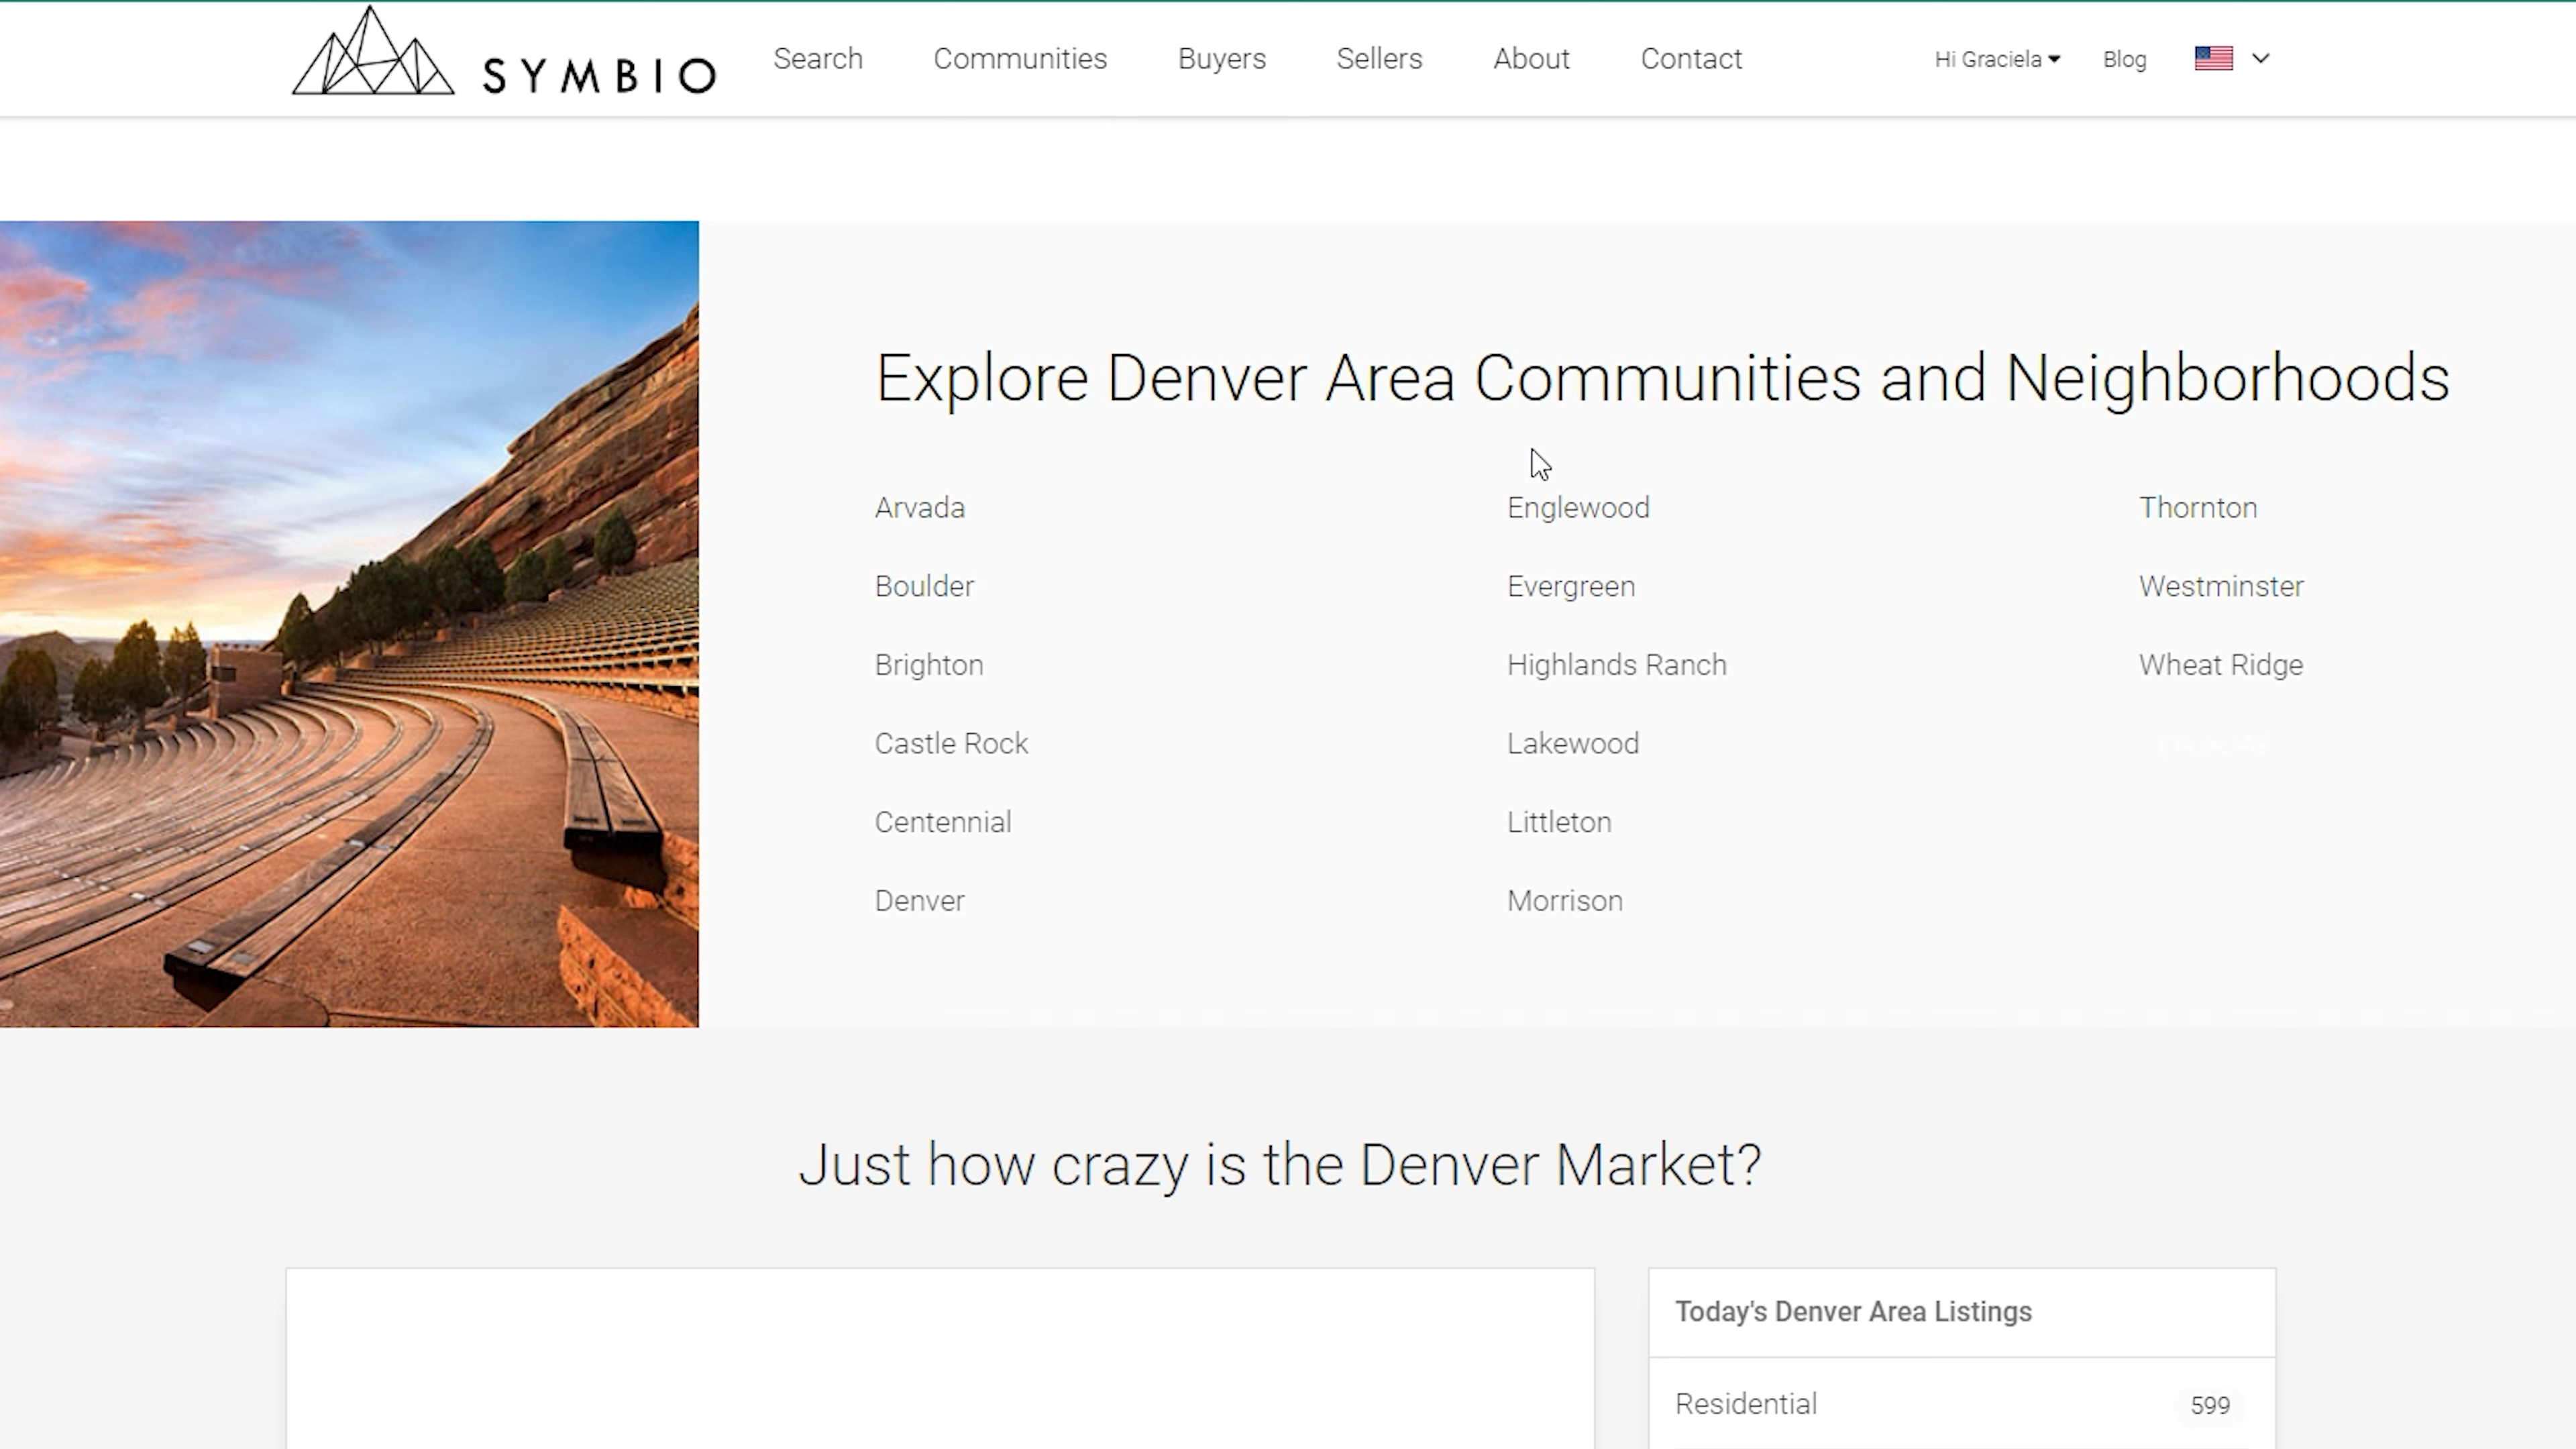 SYMBIO
Search Communities Buyers Sellers About Contact Hi Graciela Blog
Explore Denver Area Communities and Neighborhoods
Arvada
Boulder
Brighton
Castle Rock
Centennial
Denver
Englewood
Evergreen
Highlands Ranch
Lakewood
Littleton
Morrison
Thornton
Westminster
Wheat Ridge
Just how crazy is the Denver Market?
Today's Denver Area Listings
Residential 599